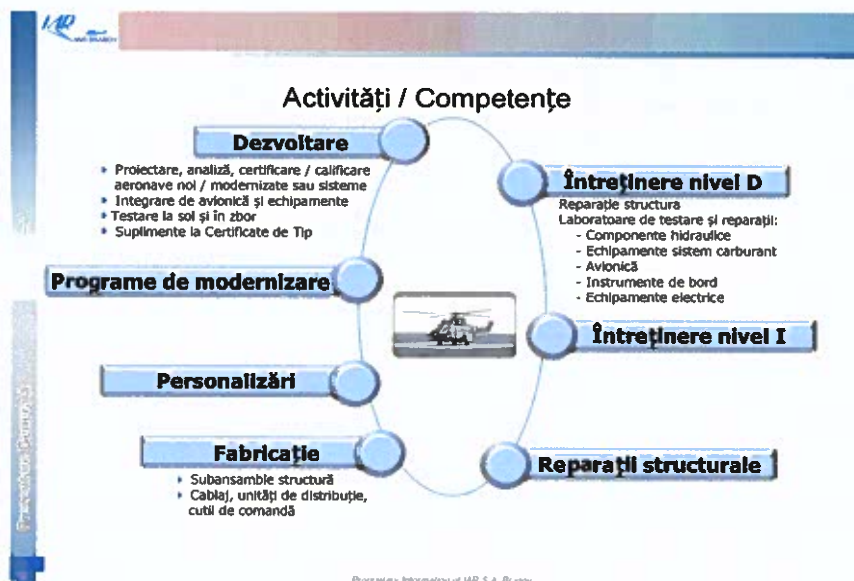 IAR
Activități / Competențe
Dezvoltare
Proiectare, analiză, certificare / calificare
aeronave noi / modernizate sau sisteme
Integrare de avionică și echipamente
Testare la sol și în zbor
Suplimente la Certificate de Tip
Programe de modernizare
Personalizări
Fabricație
Subansamble structură
Cablaj, unități de distribuție,
cutii de comandă
Întreținere nivel D
Reparație structura
Laboratoare de testare și reparații:
- Componente hidraulice
- Echipamente sistem carburant
- Avionică
- Instrumente de bord
- Echipamente electrice
Întreținere nivel I
Reparații structurale